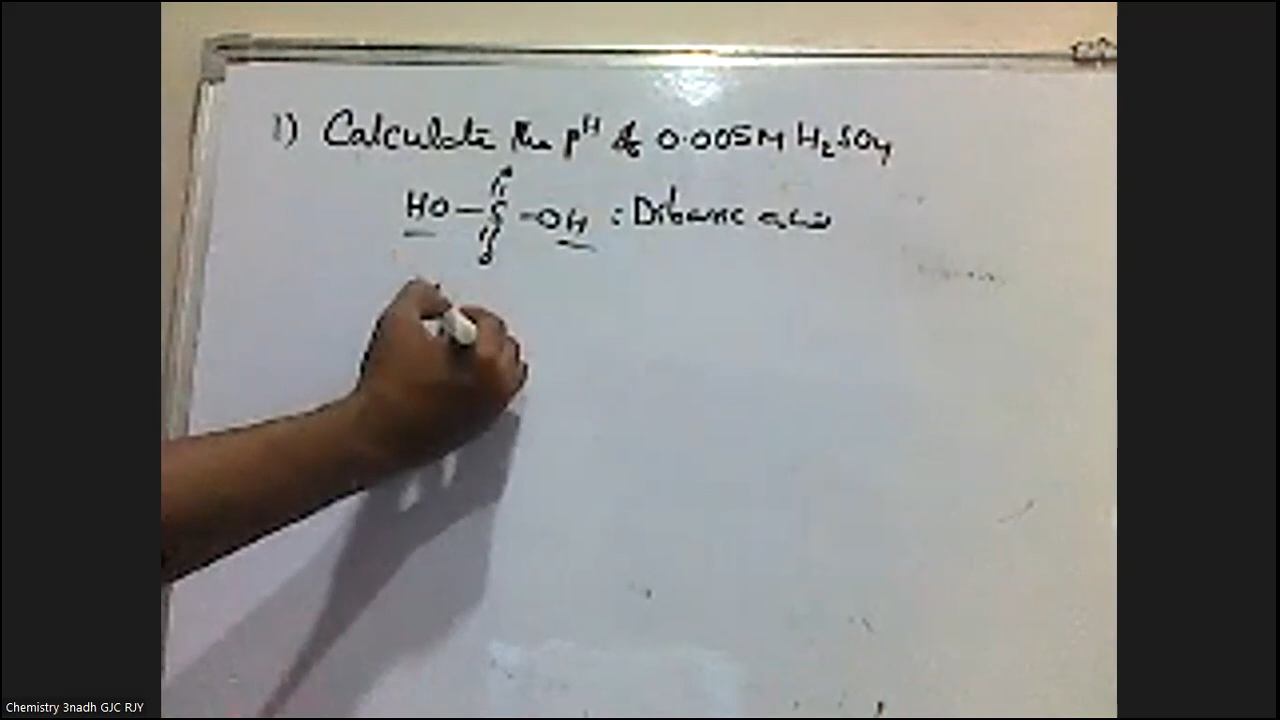 1) Calculate the pH of 0.005M H2SO4
O
HO-S-OH : Dibasic acid
O
Chemistry 3nadh GJC RJY